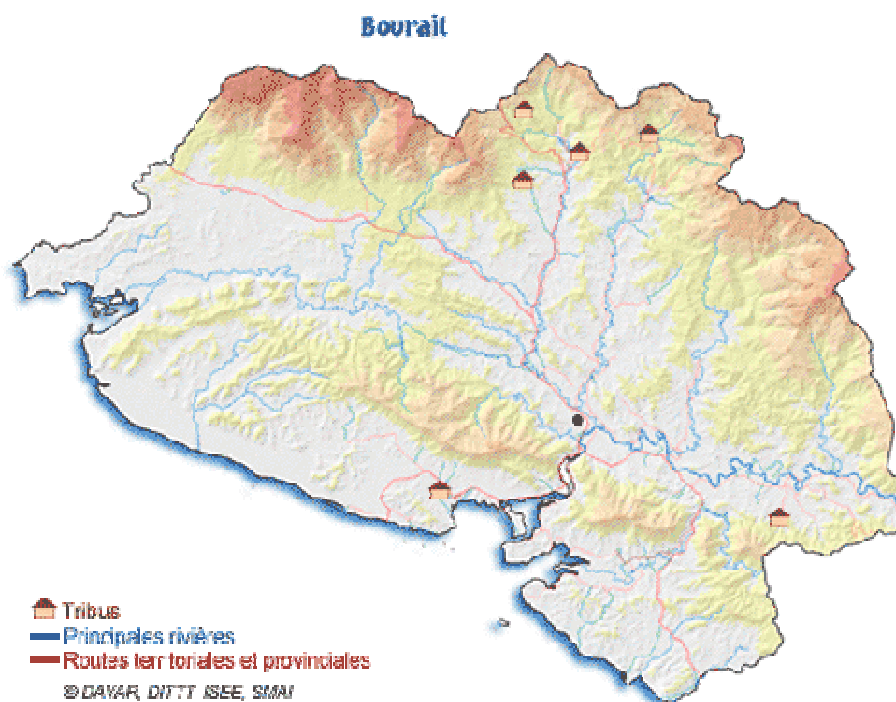 Bourail
Tribus
Principales rivières
Routes territoriales et provinciales
© DAVAR, DITTT ISEE, SMAI